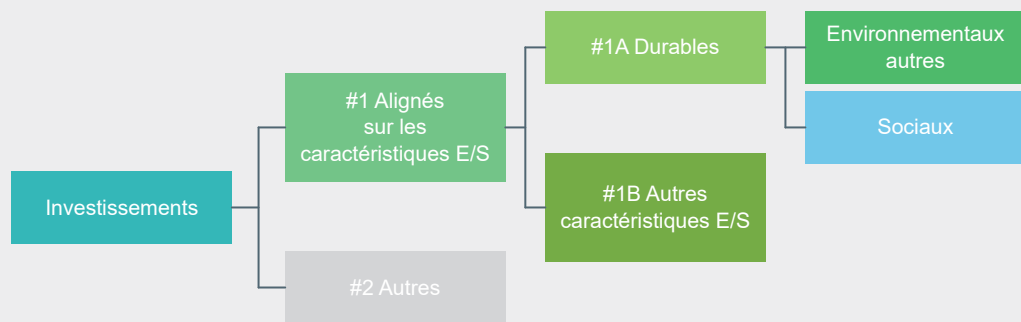 Investissements
#1 Alignés
sur les
caractéristiques E/S
#2 Autres
#1A Durables
#1B Autres
caractéristiques E/S
Environnementaux
autres
Sociaux